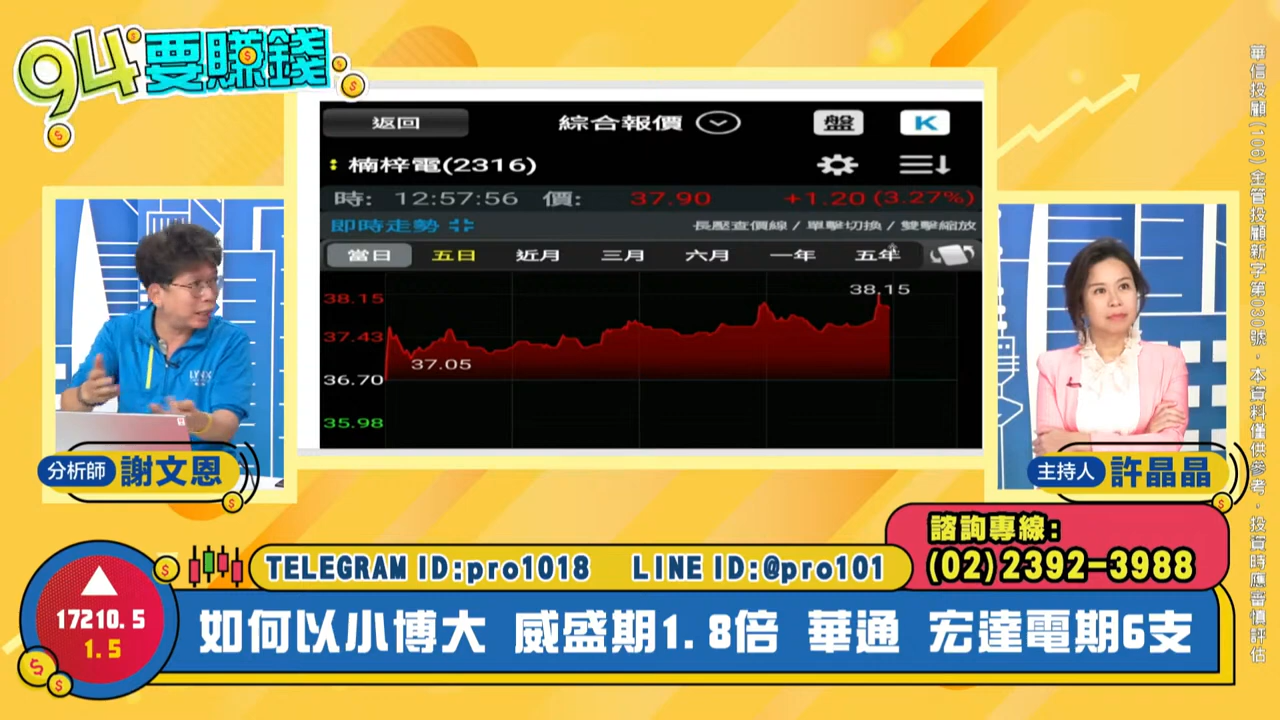 94要賺錢
返回
綜合報價
盤
K
楠梓電(2316)
時: 12:57:56 價: 37.90 +1.20 (3.27%)
即時走勢
長壓查價線 / 單擊切換 / 雙擊縮放
當日 五日 近月 三月 六月 一年 五年
38.15
38.15
37.43
37.05
36.70
35.98
LYNX
分析師 謝文恩
主持人 許晶晶
華信投顧(106)金管投顧新字第030號，本資料僅供參考，投資時應審慎評估
諮詢專線:
(02)2392-3988
TELEGRAM ID:pro1018 LINE ID:@pro101
17210.5
1.5
如何以小博大 威盛期1.8倍 華通 宏達電期6支